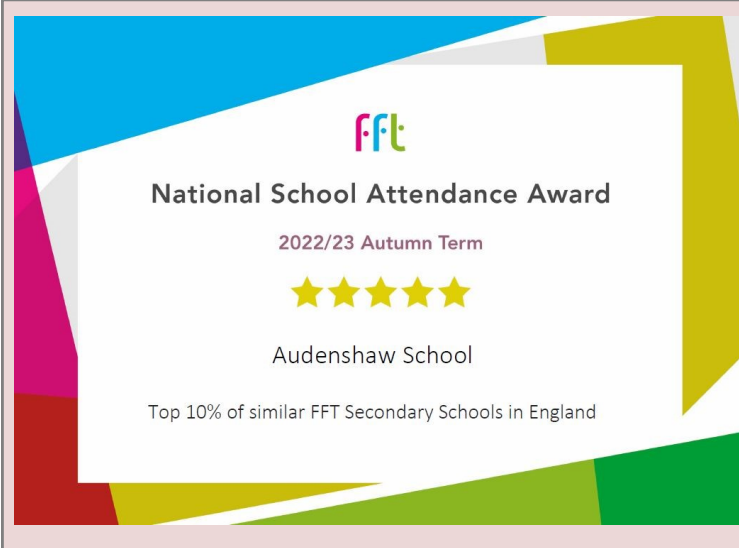 fft
National School Attendance Award
2022/23 Autumn Term
Audenshaw School
Top 10% of similar FFT Secondary Schools in England